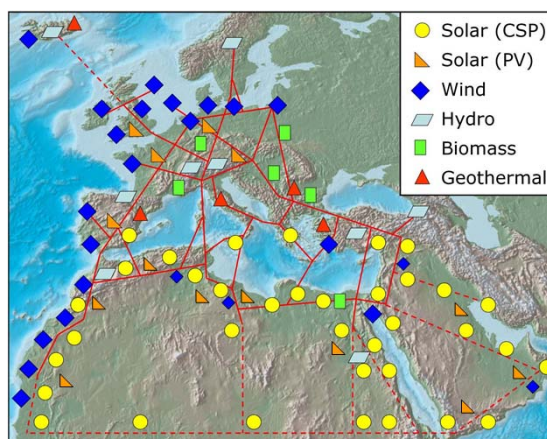 Solar (CSP)
Solar (PV)
Wind
Hydro
Biomass
Geothermal